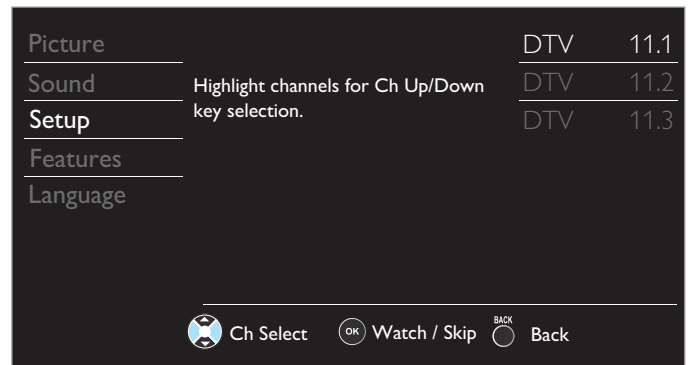 Picture
Sound
Setup
Features
Language
Highlight channels for Ch Up/Down
key selection.
DTV 11.1
DTV 11.2
DTV 11.3
Ch Select
OK Watch / Skip
BACK Back